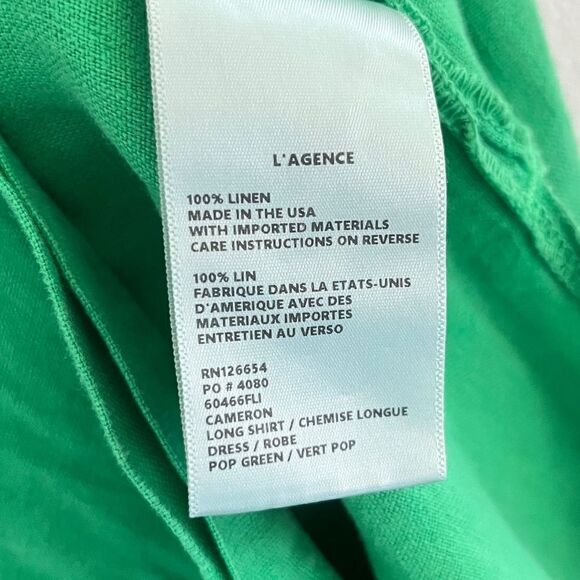 L'AGENCE
100% LINEN
MADE IN THE USA
WITH IMPORTED MATERIALS
CARE INSTRUCTIONS ON REVERSE
100% LIN
FABRIQUE DANS LA ETATS-UNIS
D'AMERIQUE AVEC DES
MATERIAUX IMPORTES
ENTRETIEN AU VERSO
RN126654
PO # 4080
60466FLI
CAMERON
LONG SHIRT / CHEMISE LONGUE
DRESS / ROBE
POP GREEN / VERT POP